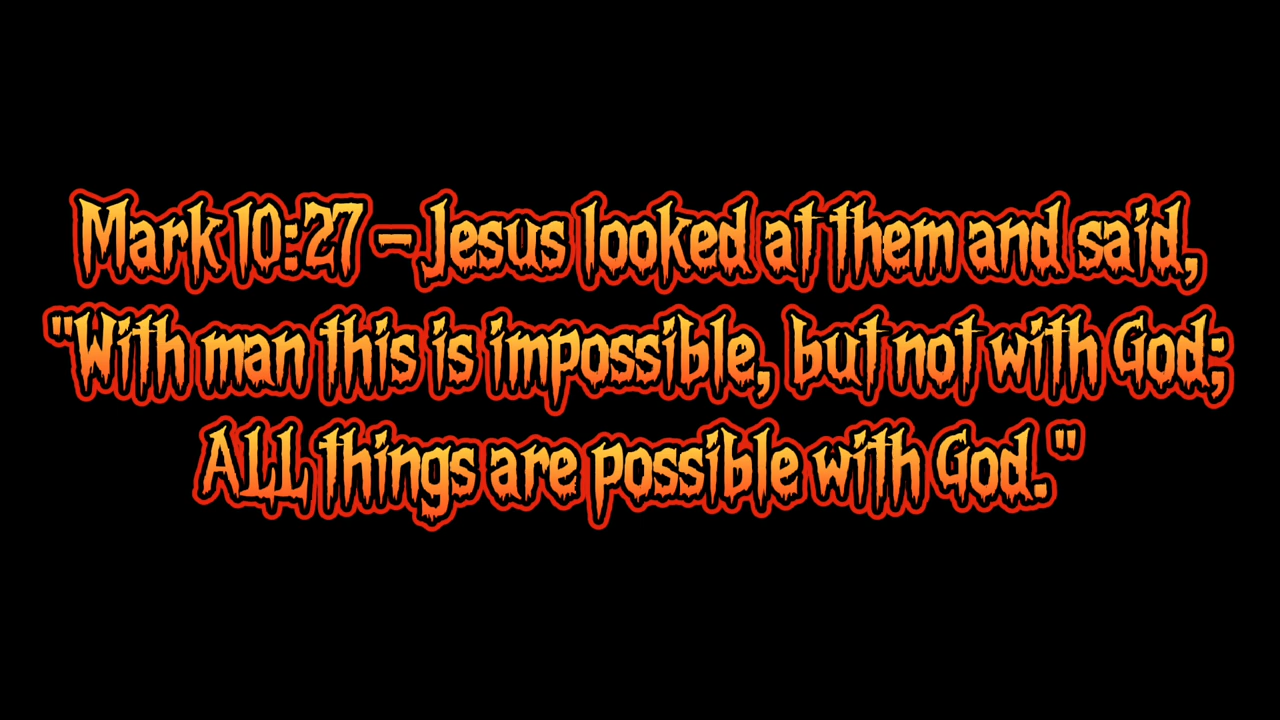 Mark 10:27 - Jesus looked at them and said,
"With man this is impossible, but not with God;
ALL things are possible with God."